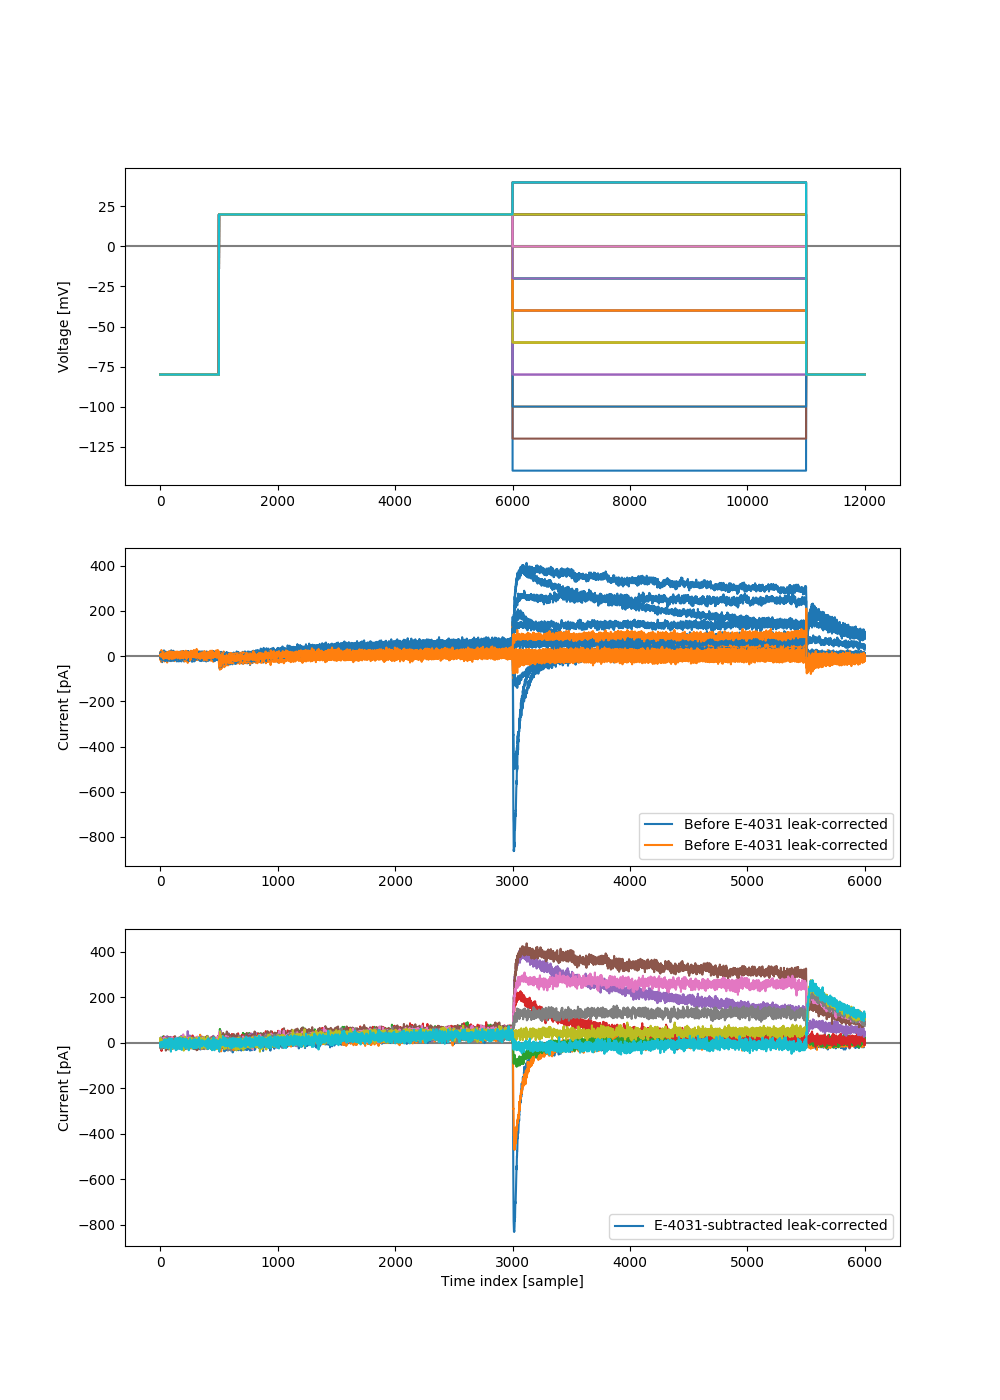 25
0
−25
−50
−75
−100
−125
Voltage [mV]
0 2000 4000 6000 8000 10000 12000
400
200
0
−200
−400
−600
−800
Current [pA]
Before E-4031 leak-corrected
Before E-4031 leak-corrected
0 1000 2000 3000 4000 5000 6000
400
200
0
−200
−400
−600
−800
Current [pA]
E-4031-subtracted leak-corrected
0 1000 2000 3000 4000 5000 6000
Time index [sample]